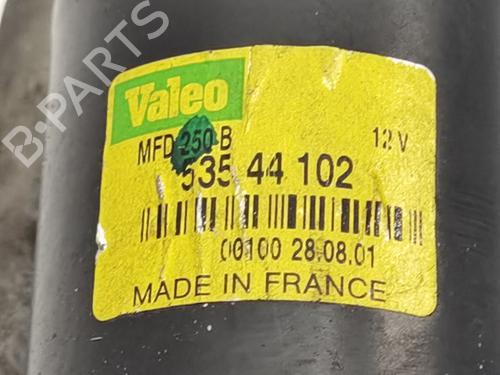 B-PARTS
Valeo
MFD 250 B 12 V
535 44 102
00100 28.08.01
MADE IN FRANCE